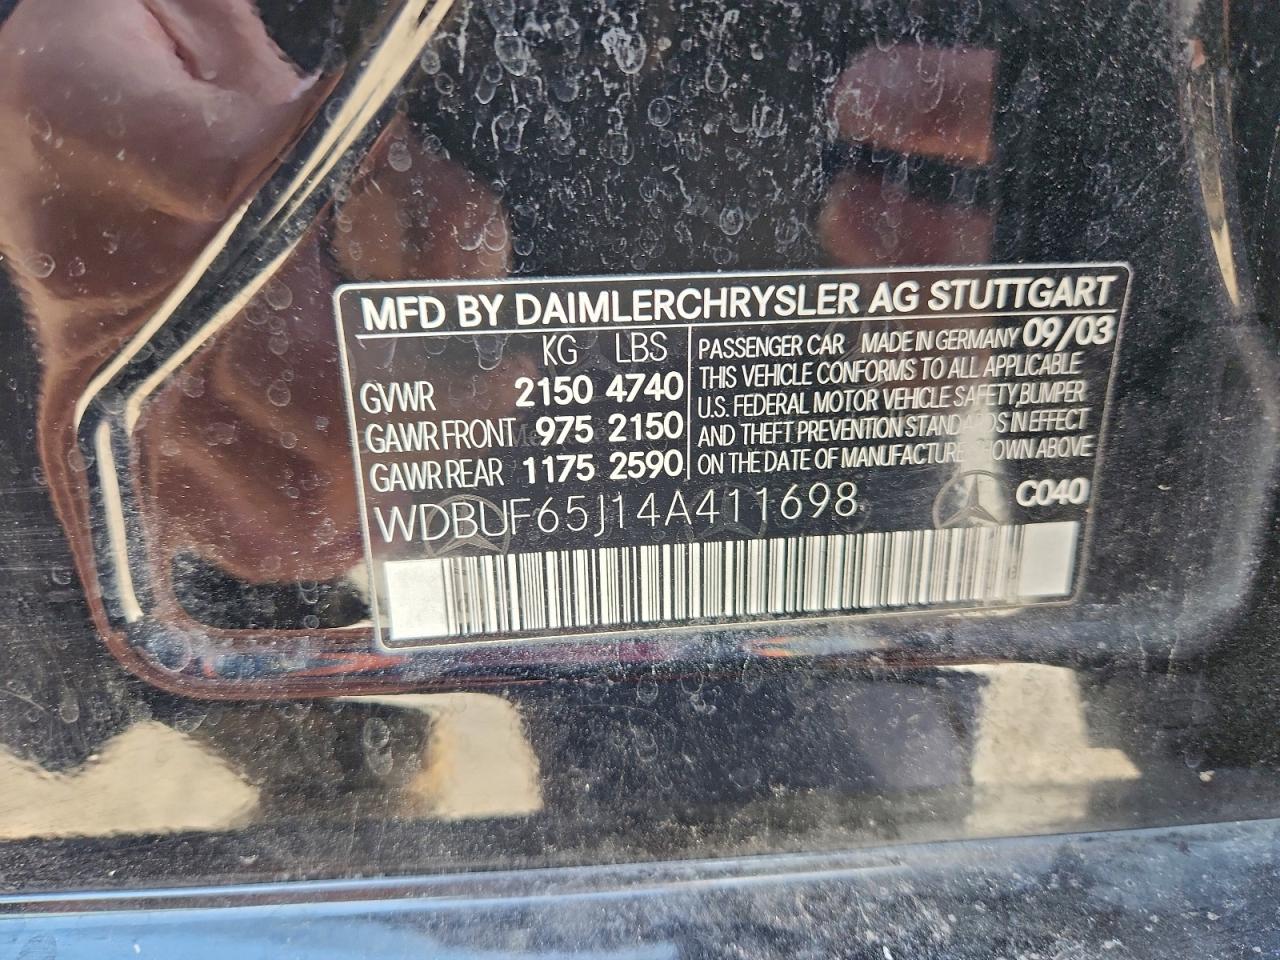 MFD BY DAIMLERCHRYSLER AG STUTTGART
KG LBS
GVWR 2150 4740
GAWR FRONT 975 2150
GAWR REAR 1175 2590
PASSENGER CAR MADE IN GERMANY 09/03
THIS VEHICLE CONFORMS TO ALL APPLICABLE
U.S. FEDERAL MOTOR VEHICLE SAFETY, BUMPER
AND THEFT PREVENTION STANDARDS IN EFFECT
ON THE DATE OF MANUFACTURE SHOWN ABOVE
C040
WDBUF65J14A411698